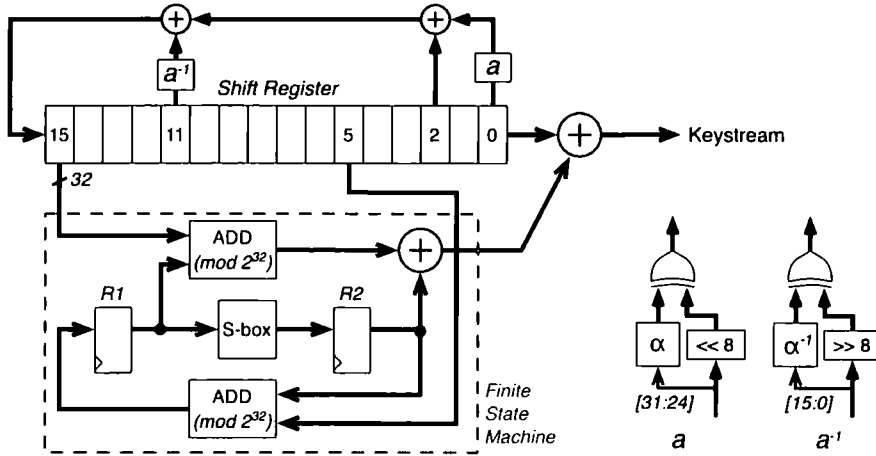 a⁻¹
a
Shift Register
15
11
5
2
0
Keystream
32
ADD
(mod 2³²)
R1
S-box
R2
ADD
(mod 2³²)
Finite
State
Machine
α
<< 8
[31:24]
a
α⁻¹
>> 8
[15:0]
a⁻¹